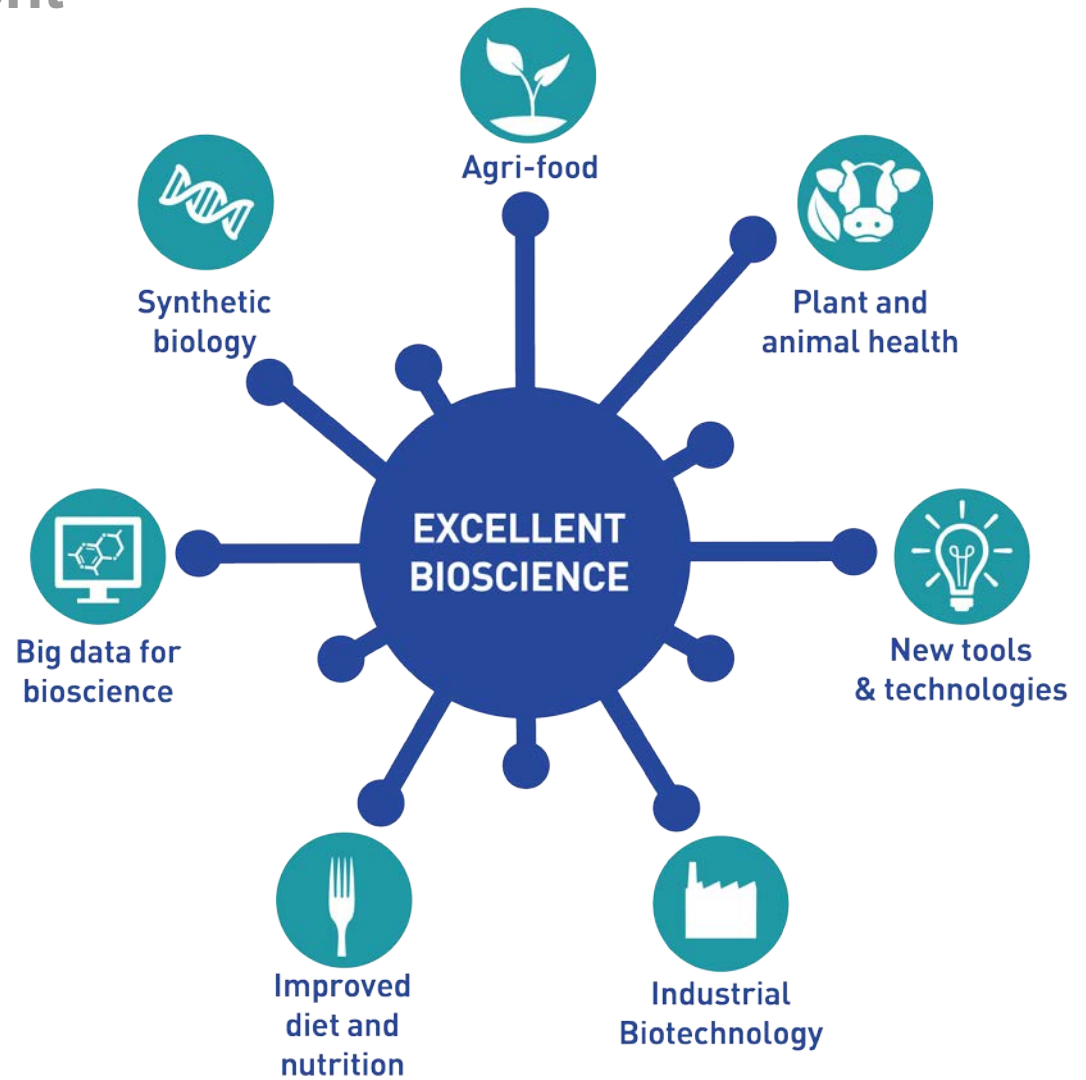 Agri-food
Synthetic
biology
Plant and
animal health
EXCELLENT
BIOSCIENCE
Big data for
bioscience
New tools
& technologies
Improved
diet and
nutrition
Industrial
Biotechnology